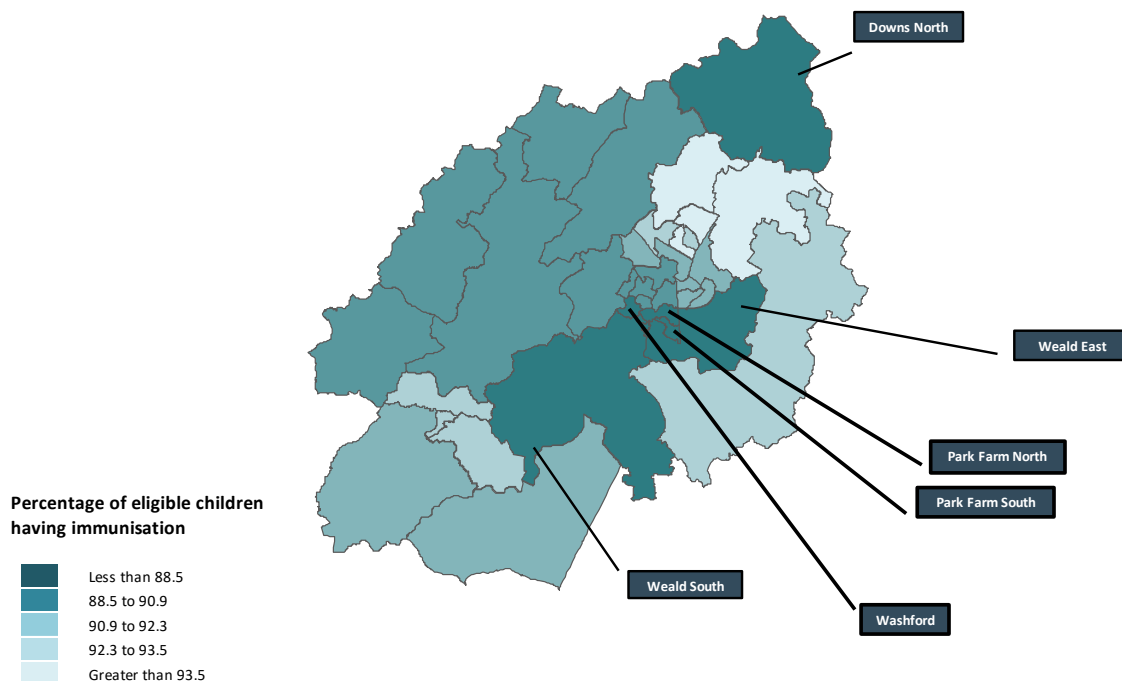 Downs North
Weald East
Park Farm North
Park Farm South
Weald South
Washford
Percentage of eligible children
having immunisation
Less than 88.5
88.5 to 90.9
90.9 to 92.3
92.3 to 93.5
Greater than 93.5